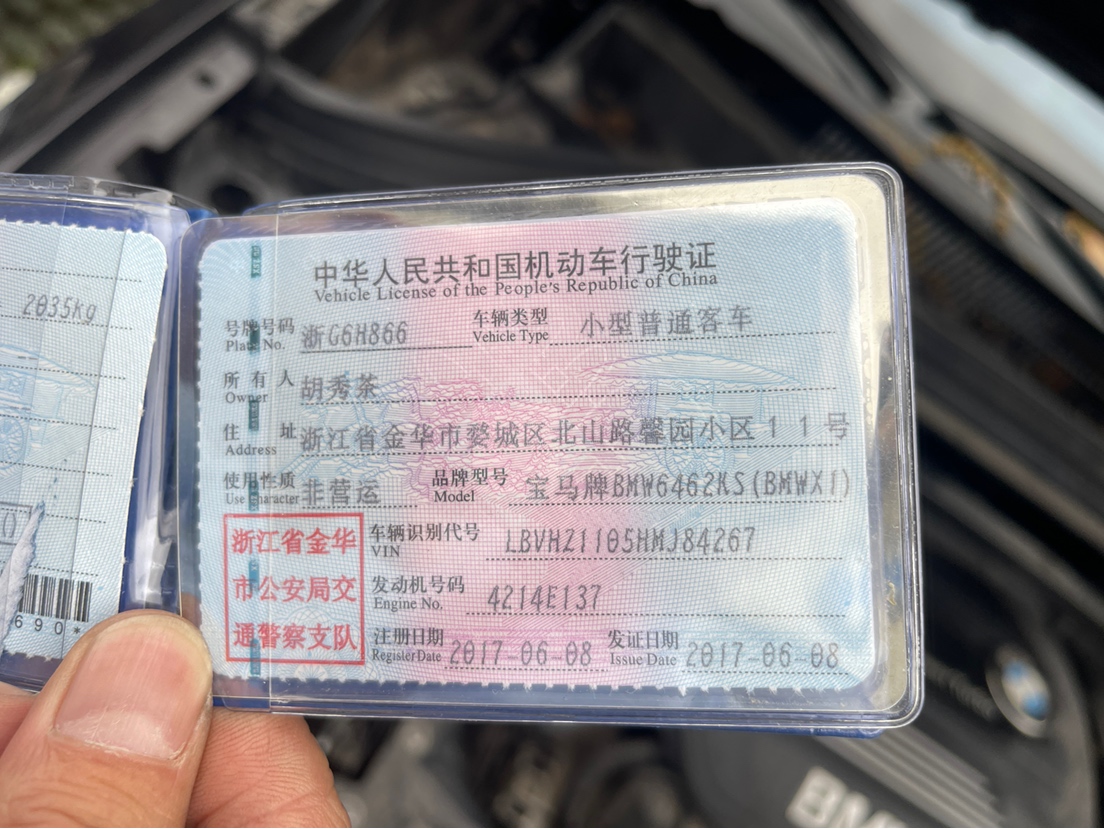 2035kg
690*
中华人民共和国机动车行驶证
Vehicle License of the People's Republic of China
号牌号码 浙G6H866 车辆类型 小型普通客车
Plate No. Vehicle Type
所有人 胡秀茶
Owner
住址 浙江省金华市婺城区北山路馨园小区11号
Address
使用性质 非营运 品牌型号 宝马牌BMW6462KS(BMWX1)
Use Character Model
浙江省金华
市公安局交
通警察支队
车辆识别代号 LBVHZ1105HMJ84267
VIN
发动机号码 4214E137
Engine No.
注册日期 2017-06-08 发证日期 2017-06-08
Register Date Issue Date
BM